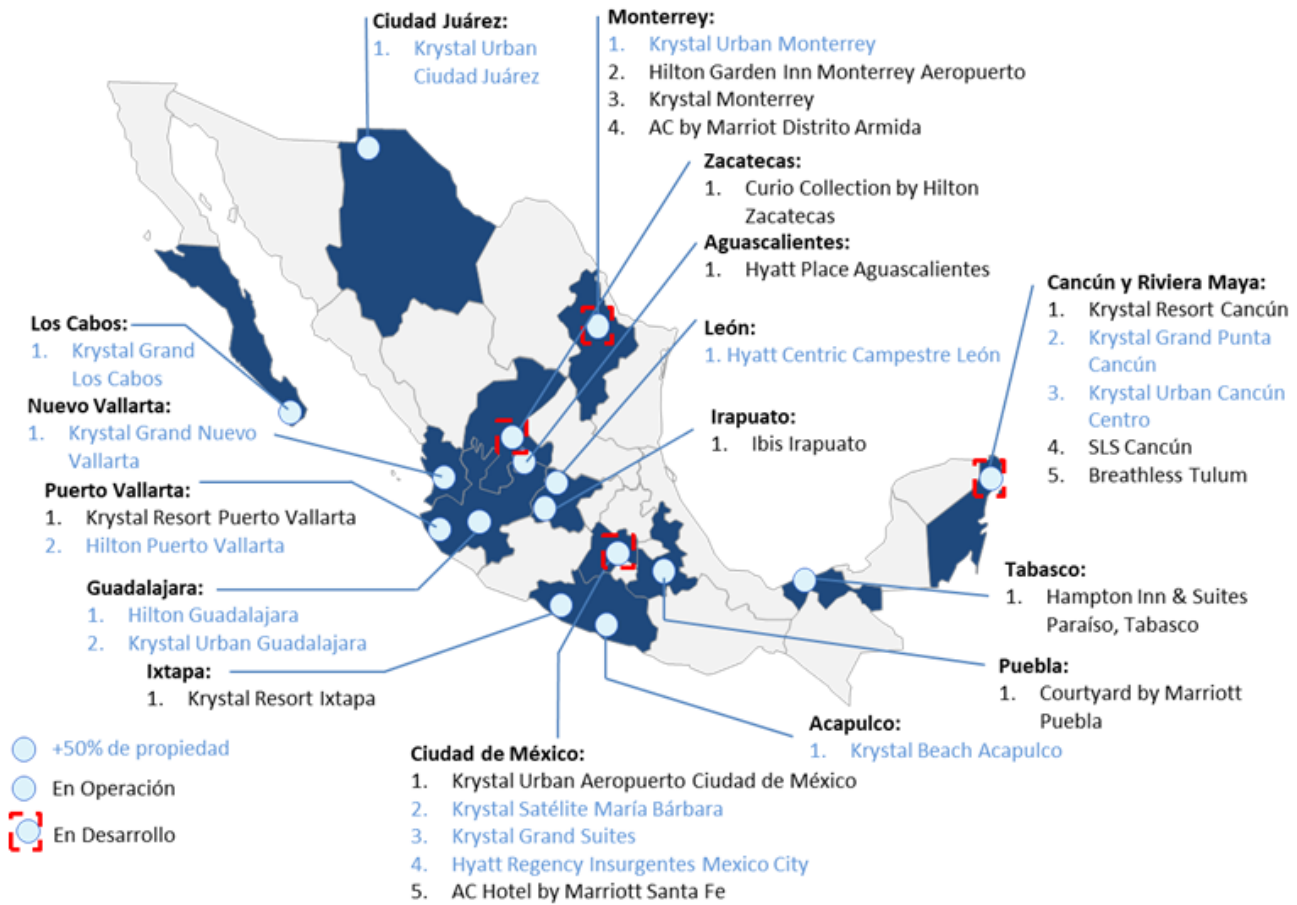 Ciudad Juárez:
1. Krystal Urban
Ciudad Juárez
Monterrey:
1. Krystal Urban Monterrey
2. Hilton Garden Inn Monterrey Aeropuerto
3. Krystal Monterrey
4. AC by Marriot Distrito Armida
Zacatecas:
1. Curio Collection by Hilton
Zacatecas
Aguascalientes:
1. Hyatt Place Aguascalientes
León:
1. Hyatt Centric Campestre León
Irapuato:
1. Ibis Irapuato
Cancún y Riviera Maya:
1. Krystal Resort Cancún
2. Krystal Grand Punta
Cancún
3. Krystal Urban Cancún
Centro
4. SLS Cancún
5. Breathless Tulum
Los Cabos:
1. Krystal Grand
Los Cabos
Nuevo Vallarta:
1. Krystal Grand Nuevo
Vallarta
Puerto Vallarta:
1. Krystal Resort Puerto Vallarta
2. Hilton Puerto Vallarta
Guadalajara:
1. Hilton Guadalajara
2. Krystal Urban Guadalajara
Ixtapa:
1. Krystal Resort Ixtapa
Tabasco:
1. Hampton Inn & Suites
Paraíso, Tabasco
Puebla:
1. Courtyard by Marriott
Puebla
Acapulco:
1. Krystal Beach Acapulco
Ciudad de México:
1. Krystal Urban Aeropuerto Ciudad de México
2. Krystal Satélite María Bárbara
3. Krystal Grand Suites
4. Hyatt Regency Insurgentes Mexico City
5. AC Hotel by Marriott Santa Fe
+50% de propiedad
En Operación
En Desarrollo